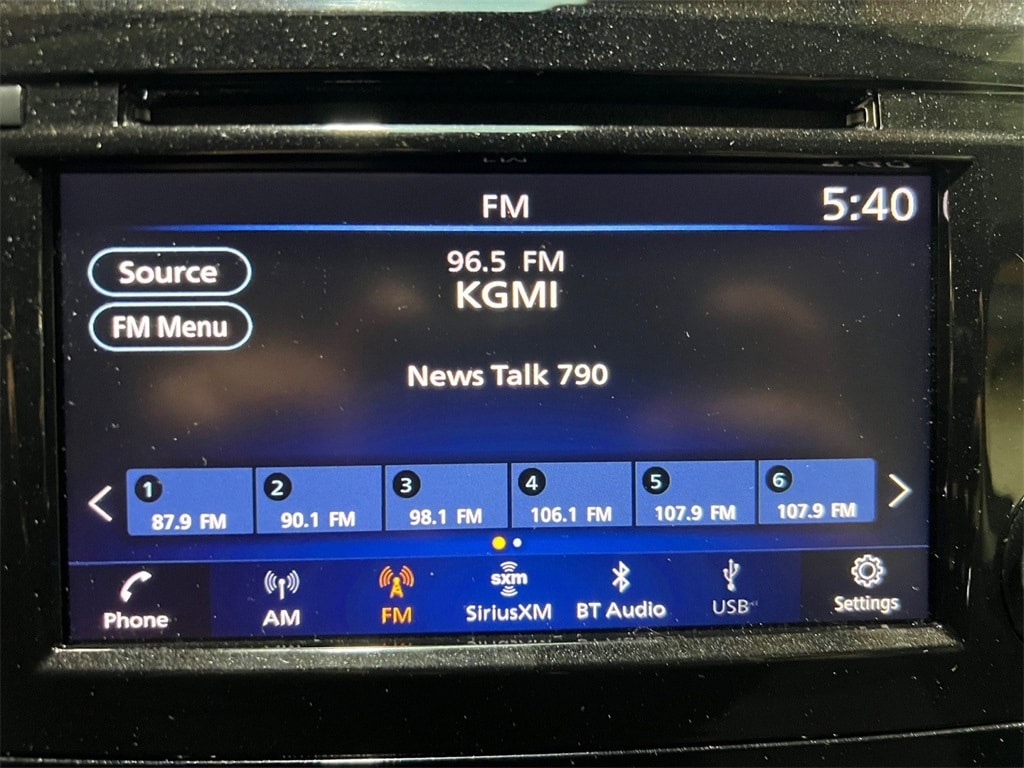 FM
5:40
Source
96.5 FM
KGMI
FM Menu
News Talk 790
1
87.9 FM
2
90.1 FM
3
98.1 FM
4
106.1 FM
5
107.9 FM
6
107.9 FM
Phone
AM
FM
sxm
SiriusXM
BT Audio
USB
Settings